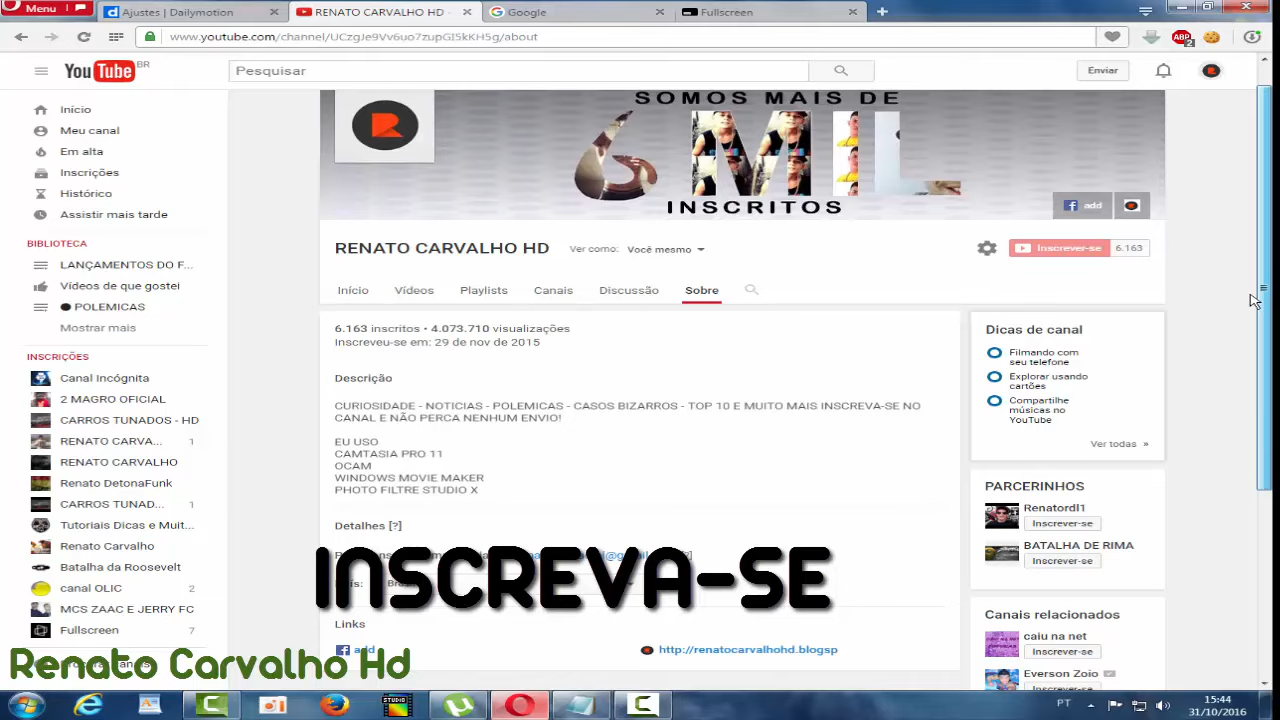 Menu
Ajustes | Dailymotion
RENATO CARVALHO HD -
Google
Fullscreen
www.youtube.com/channel/UCzgJe9Vv6uo7zupGI5kKH5g/about
ABP
2
YouTube BR
Pesquisar
Enviar
Início
Meu canal
Em alta
Inscrições
Histórico
Assistir mais tarde
BIBLIOTECA
LANÇAMENTOS DO F...
Vídeos de que gostei
POLEMICAS
Mostrar mais
INSCRIÇÕES
Canal Incógnita
2 MAGRO OFICIAL
CARROS TUNADOS - HD
RENATO CARVA... 1
RENATO CARVALHO
Renato DetonaFunk
CARROS TUNAD... 1
Tutoriais Dicas e Muit...
Renato Carvalho
Batalha da Roosevelt
canal OLIC 2
MCS ZAAC E JERRY FC
Fullscreen 7
SOMOS MAIS DE
6 MIL
INSCRITOS
add
RENATO CARVALHO HD
Ver como: Você mesmo
Inscrever-se 6.163
Início Vídeos Playlists Canais Discussão Sobre
6.163 inscritos • 4.073.710 visualizações
Inscreveu-se em: 29 de nov de 2015
Descrição
CURIOSIDADE - NOTICIAS - POLEMICAS - CASOS BIZARROS - TOP 10 E MUITO MAIS INSCREVA-SE NO
CANAL E NÃO PERCA NENHUM ENVIO!
EU USO
CAMTASIA PRO 11
OCAM
WINDOWS MOVIE MAKER
PHOTO FILTRE STUDIO X
Detalhes [?]
INSCREVA-SE
Links
add
http://renatocarvalhohd.blogsp
Dicas de canal
Filmando com
seu telefone
Explorar usando
cartões
Compartilhe
músicas no
YouTube
Ver todas »
PARCERINHOS
Renatordl1
Inscrever-se
BATALHA DE RIMA
Inscrever-se
Canais relacionados
caiu na net
Inscrever-se
Everson Zoio
Inscrever-se
Renato Carvalho Hd
STUDIO
PT
15:44
31/10/2016